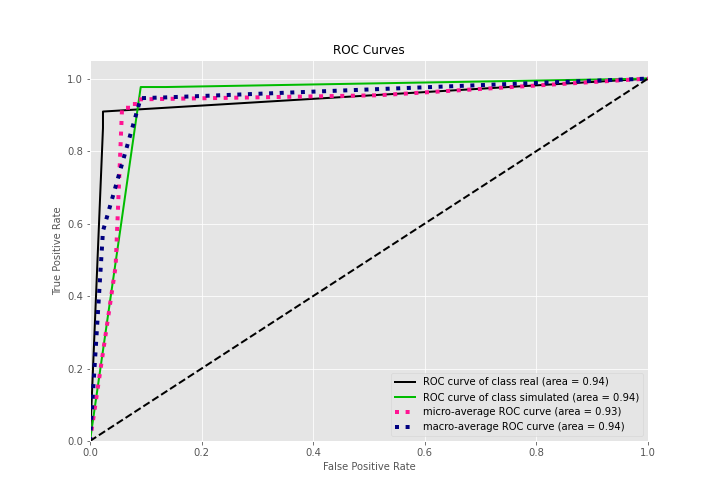 ROC Curves
True Positive Rate
1.0
0.8
0.6
0.4
0.2
0.0
0.0 0.2 0.4 0.6 0.8 1.0
False Positive Rate
ROC curve of class real (area = 0.94)
ROC curve of class simulated (area = 0.94)
micro-average ROC curve (area = 0.93)
macro-average ROC curve (area = 0.94)